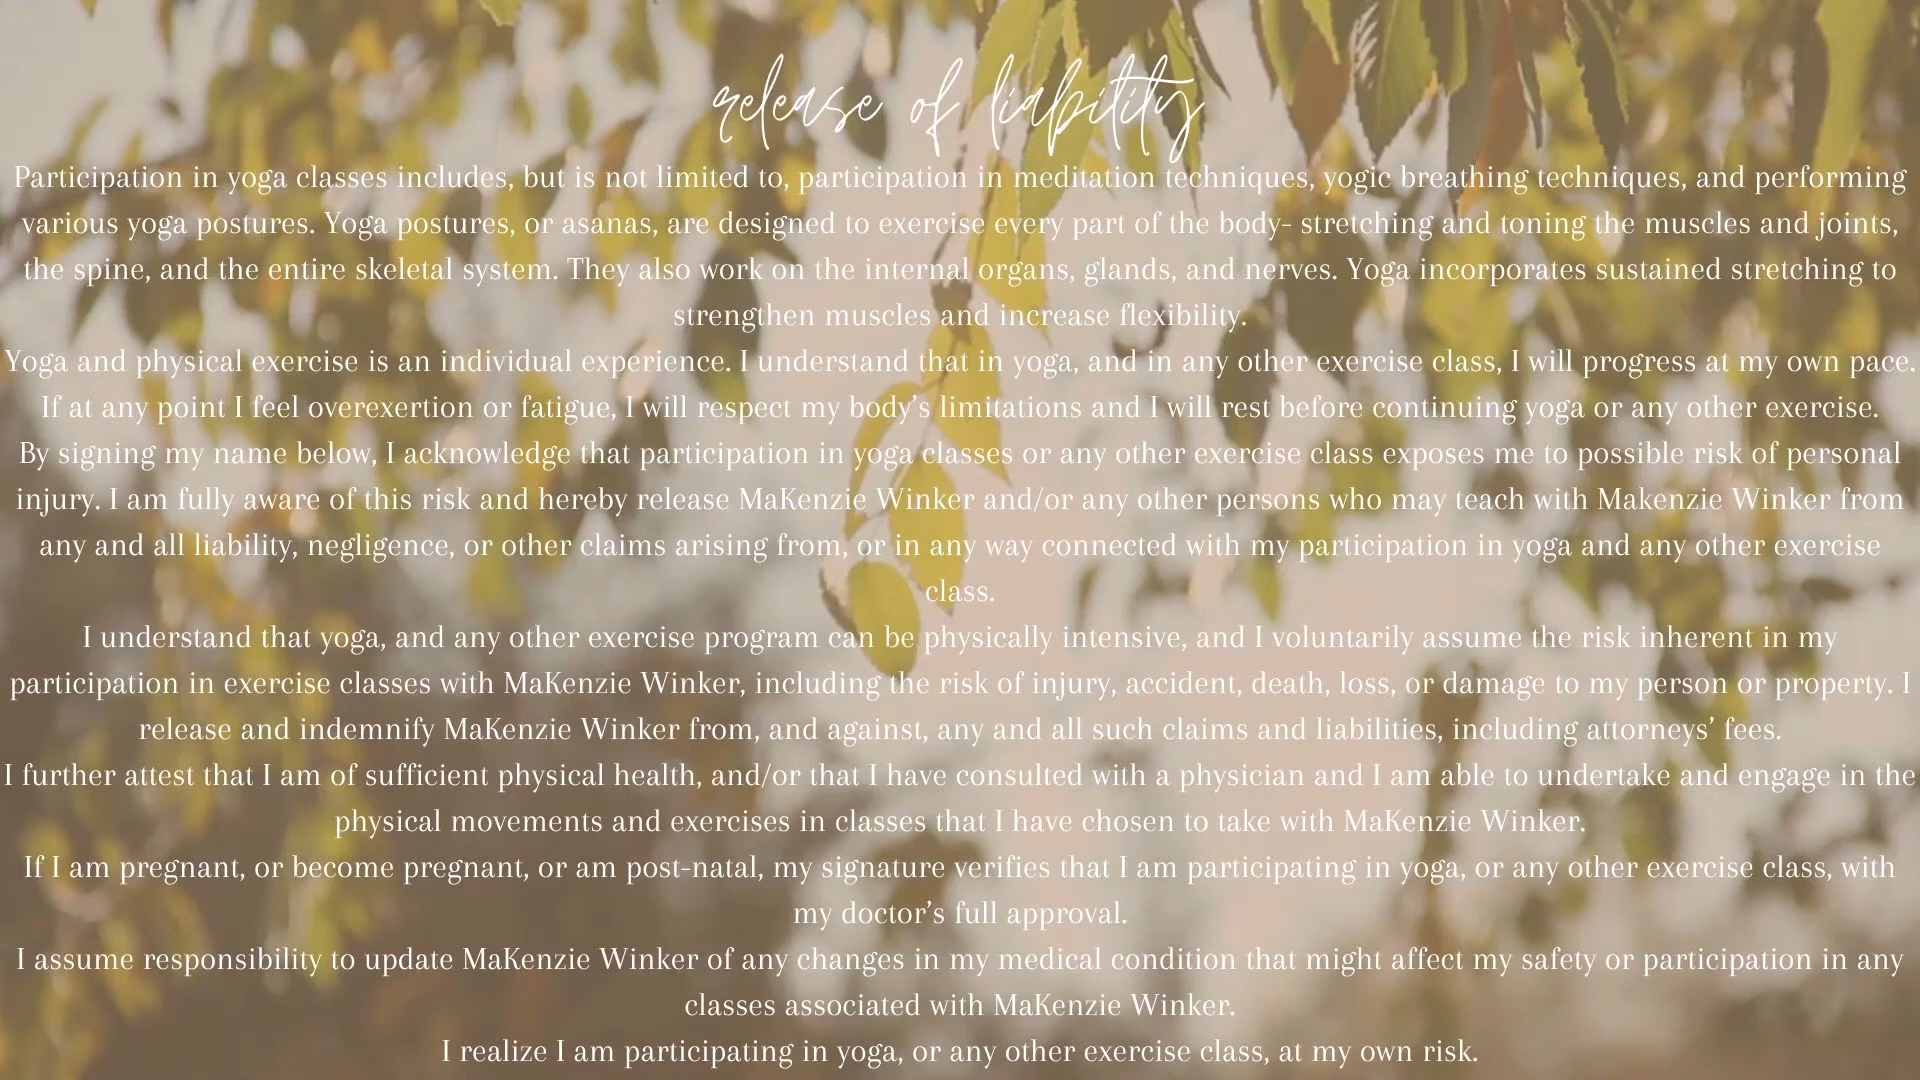 release of liability
Participation in yoga classes includes, but is not limited to, participation in meditation techniques, yogic breathing techniques, and performing
various yoga postures. Yoga postures, or asanas, are designed to exercise every part of the body- stretching and toning the muscles and joints,
the spine, and the entire skeletal system. They also work on the internal organs, glands, and nerves. Yoga incorporates sustained stretching to
strengthen muscles and increase flexibility.
Yoga and physical exercise is an individual experience. I understand that in yoga, and in any other exercise class, I will progress at my own pace.
If at any point I feel overexertion or fatigue, I will respect my body’s limitations and I will rest before continuing yoga or any other exercise.
By signing my name below, I acknowledge that participation in yoga classes or any other exercise class exposes me to possible risk of personal
injury. I am fully aware of this risk and hereby release MaKenzie Winker and/or any other persons who may teach with Makenzie Winker from
any and all liability, negligence, or other claims arising from, or in any way connected with my participation in yoga and any other exercise
class.
I understand that yoga, and any other exercise program can be physically intensive, and I voluntarily assume the risk inherent in my
participation in exercise classes with MaKenzie Winker, including the risk of injury, accident, death, loss, or damage to my person or property. I
release and indemnify MaKenzie Winker from, and against, any and all such claims and liabilities, including attorneys’ fees.
I further attest that I am of sufficient physical health, and/or that I have consulted with a physician and I am able to undertake and engage in the
physical movements and exercises in classes that I have chosen to take with MaKenzie Winker.
If I am pregnant, or become pregnant, or am post-natal, my signature verifies that I am participating in yoga, or any other exercise class, with
my doctor’s full approval.
I assume responsibility to update MaKenzie Winker of any changes in my medical condition that might affect my safety or participation in any
classes associated with MaKenzie Winker.
I realize I am participating in yoga, or any other exercise class, at my own risk.